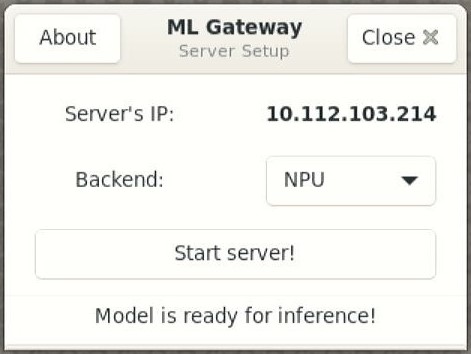 About
ML Gateway
Server Setup
Close
Server's IP: 10.112.103.214
Backend: NPU
Start server!
Model is ready for inference!